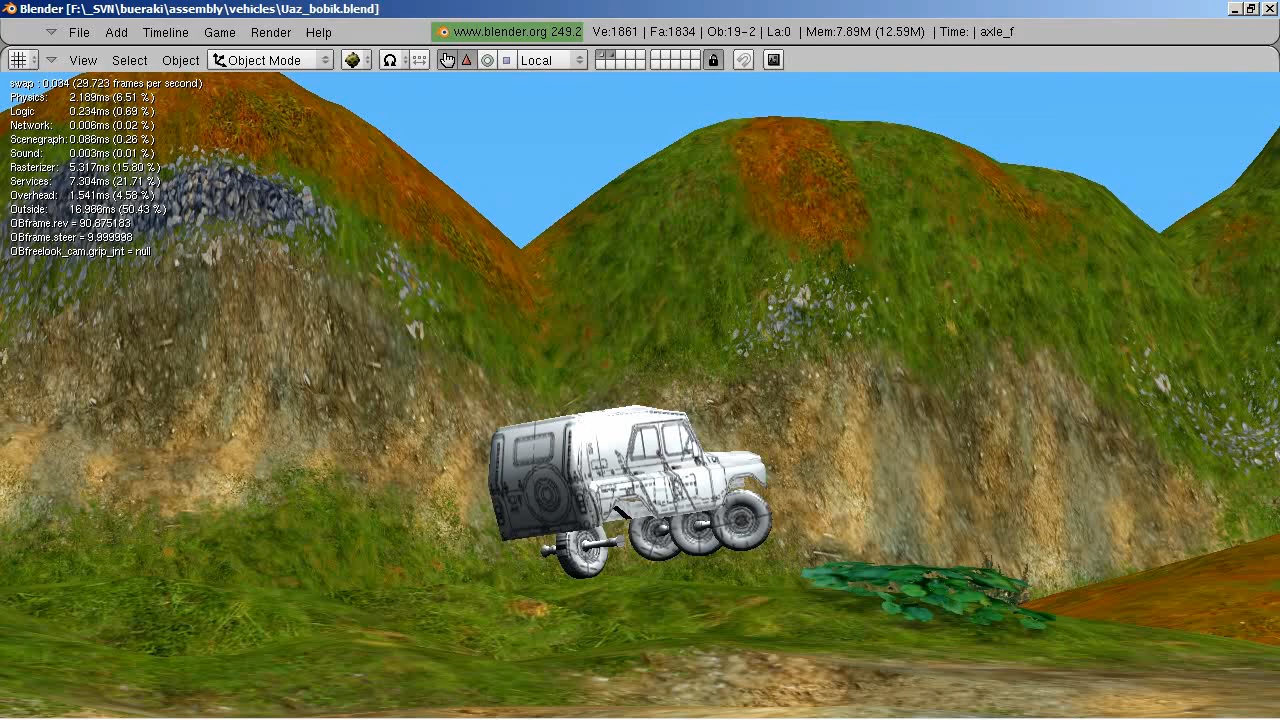 Blender [F:\_SVN\bueraki\assembly\vehicles\Uaz_bobik.blend]
File Add Timeline Game Render Help www.blender.org 249.2 Ve:1861 | Fa:1834 | Ob:19-2 | La:0 | Mem:7.89M (12.59M) | Time: | axle_f
View Select Object Object Mode Local
swap : 0.034 (29.723 frames per second)
Physics: 2.189ms (6.51 %)
Logic 0.234ms (0.69 %)
Network: 0.006ms (0.02 %)
Scenegraph: 0.086ms (0.26 %)
Sound: 0.003ms (0.01 %)
Rasterizer: 5.317ms (15.80 %)
Services: 7.304ms (21.71 %)
Overhead: 1.541ms (4.58 %)
Outside: 16.966ms (50.43 %)
OBframe.rev = 90.875183
OBframe.steer = 9.999998
OBfreelook_cam.grip_jnt = null